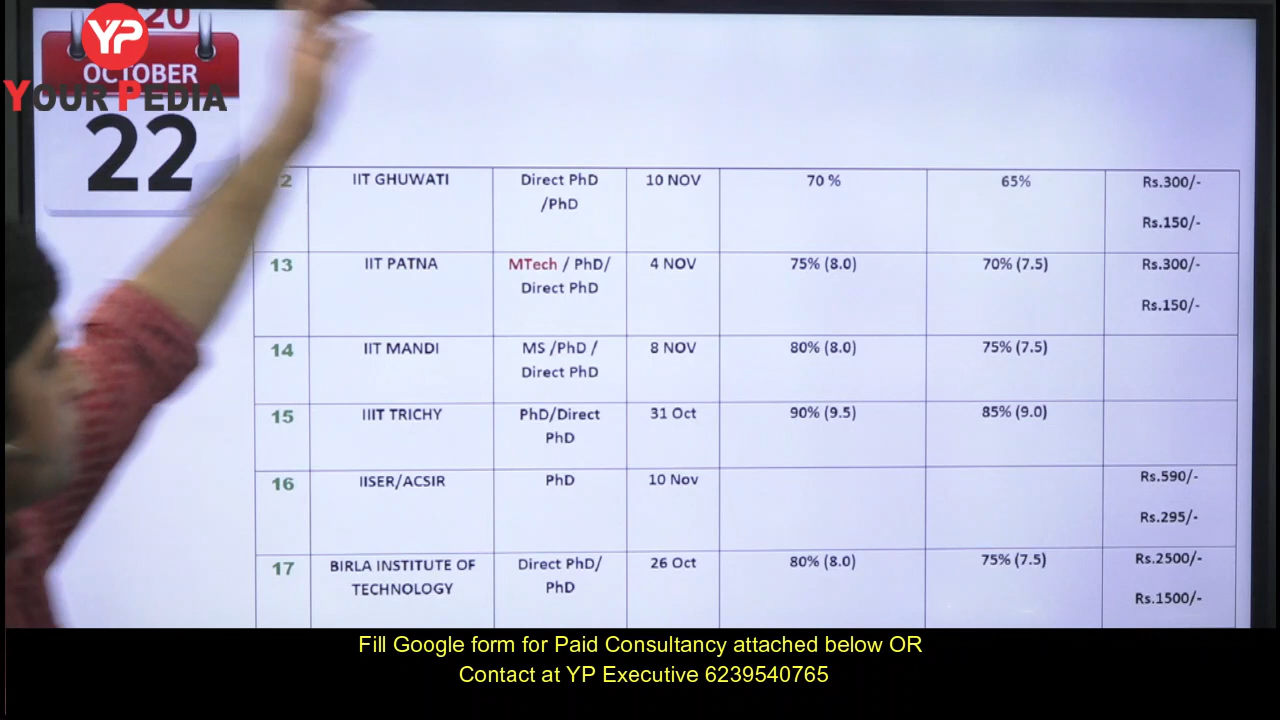 20
YP
OCTOBER
YOUR PEDIA
22
2 IIT GHUWATI Direct PhD 10 NOV 70 % 65% Rs.300/-
/PhD Rs.150/-
13 IIT PATNA MTech / PhD/ 4 NOV 75% (8.0) 70% (7.5) Rs.300/-
Direct PhD Rs.150/-
14 IIT MANDI MS /PhD / 8 NOV 80% (8.0) 75% (7.5)
Direct PhD
15 IIIT TRICHY PhD/Direct 31 Oct 90% (9.5) 85% (9.0)
PhD
16 IISER/ACSIR PhD 10 Nov Rs.590/-
Rs.295/-
17 BIRLA INSTITUTE OF Direct PhD/ 26 Oct 80% (8.0) 75% (7.5) Rs.2500/-
TECHNOLOGY PhD Rs.1500/-
Fill Google form for Paid Consultancy attached below OR
Contact at YP Executive 6239540765